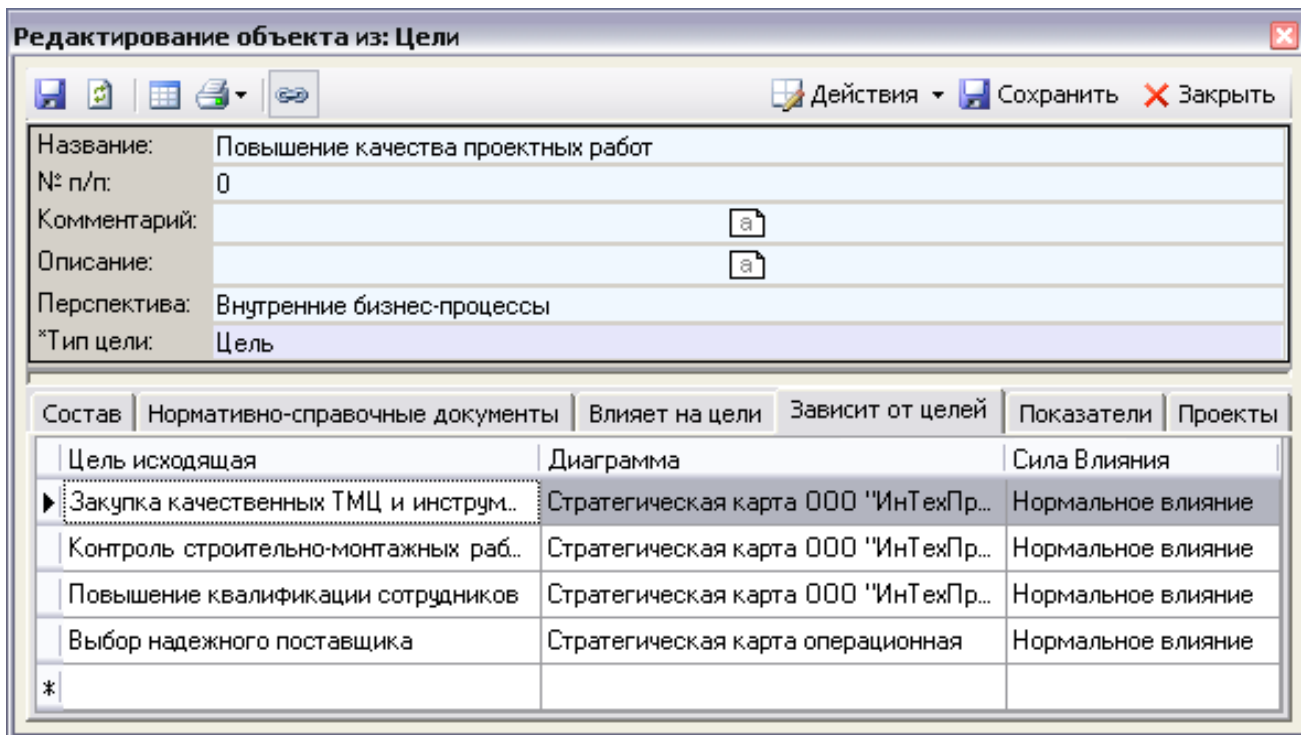 Редактирование объекта из: Цели
Действия Сохранить Закрыть
Название: Повышение качества проектных работ
№ п/п: 0
Комментарий: a
Описание: a
Перспектива: Внутренние бизнес-процессы
*Тип цели: Цель
Состав Нормативно-справочные документы Влияет на цели Зависит от целей Показатели Проекты
Цель исходящая Диаграмма Сила Влияния
Закупка качественных ТМЦ и инструм... Стратегическая карта ООО "ИнТехПр... Нормальное влияние
Контроль строительно-монтажных раб... Стратегическая карта ООО "ИнТехПр... Нормальное влияние
Повышение квалификации сотрудников Стратегическая карта ООО "ИнТехПр... Нормальное влияние
Выбор надежного поставщика Стратегическая карта операционная Нормальное влияние
*